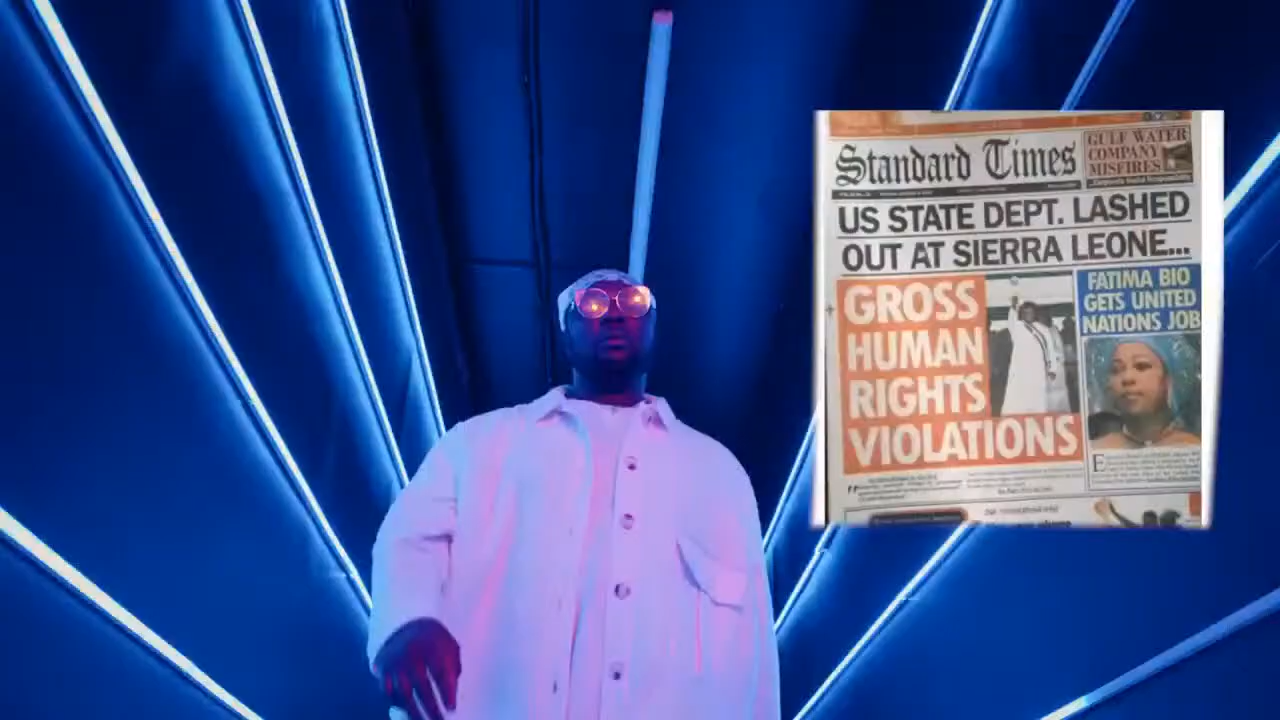 Standard Times
GULF WATER
COMPANY
MISFIRES
US STATE DEPT. LASHED
OUT AT SIERRA LEONE...
GROSS
HUMAN
RIGHTS
VIOLATIONS
FATIMA BIO
GETS UNITED
NATIONS JOB